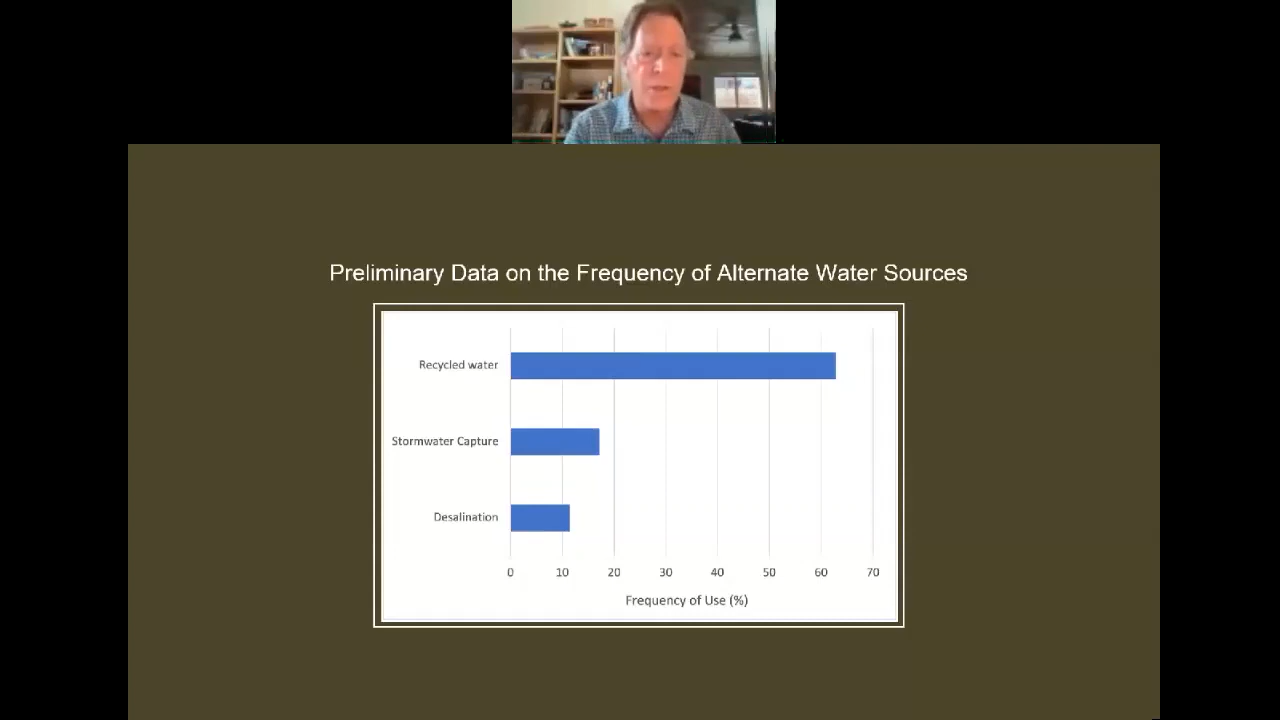 Preliminary Data on the Frequency of Alternate Water Sources
Recycled water
Stormwater Capture
Desalination
0 10 20 30 40 50 60 70
Frequency of Use (%)